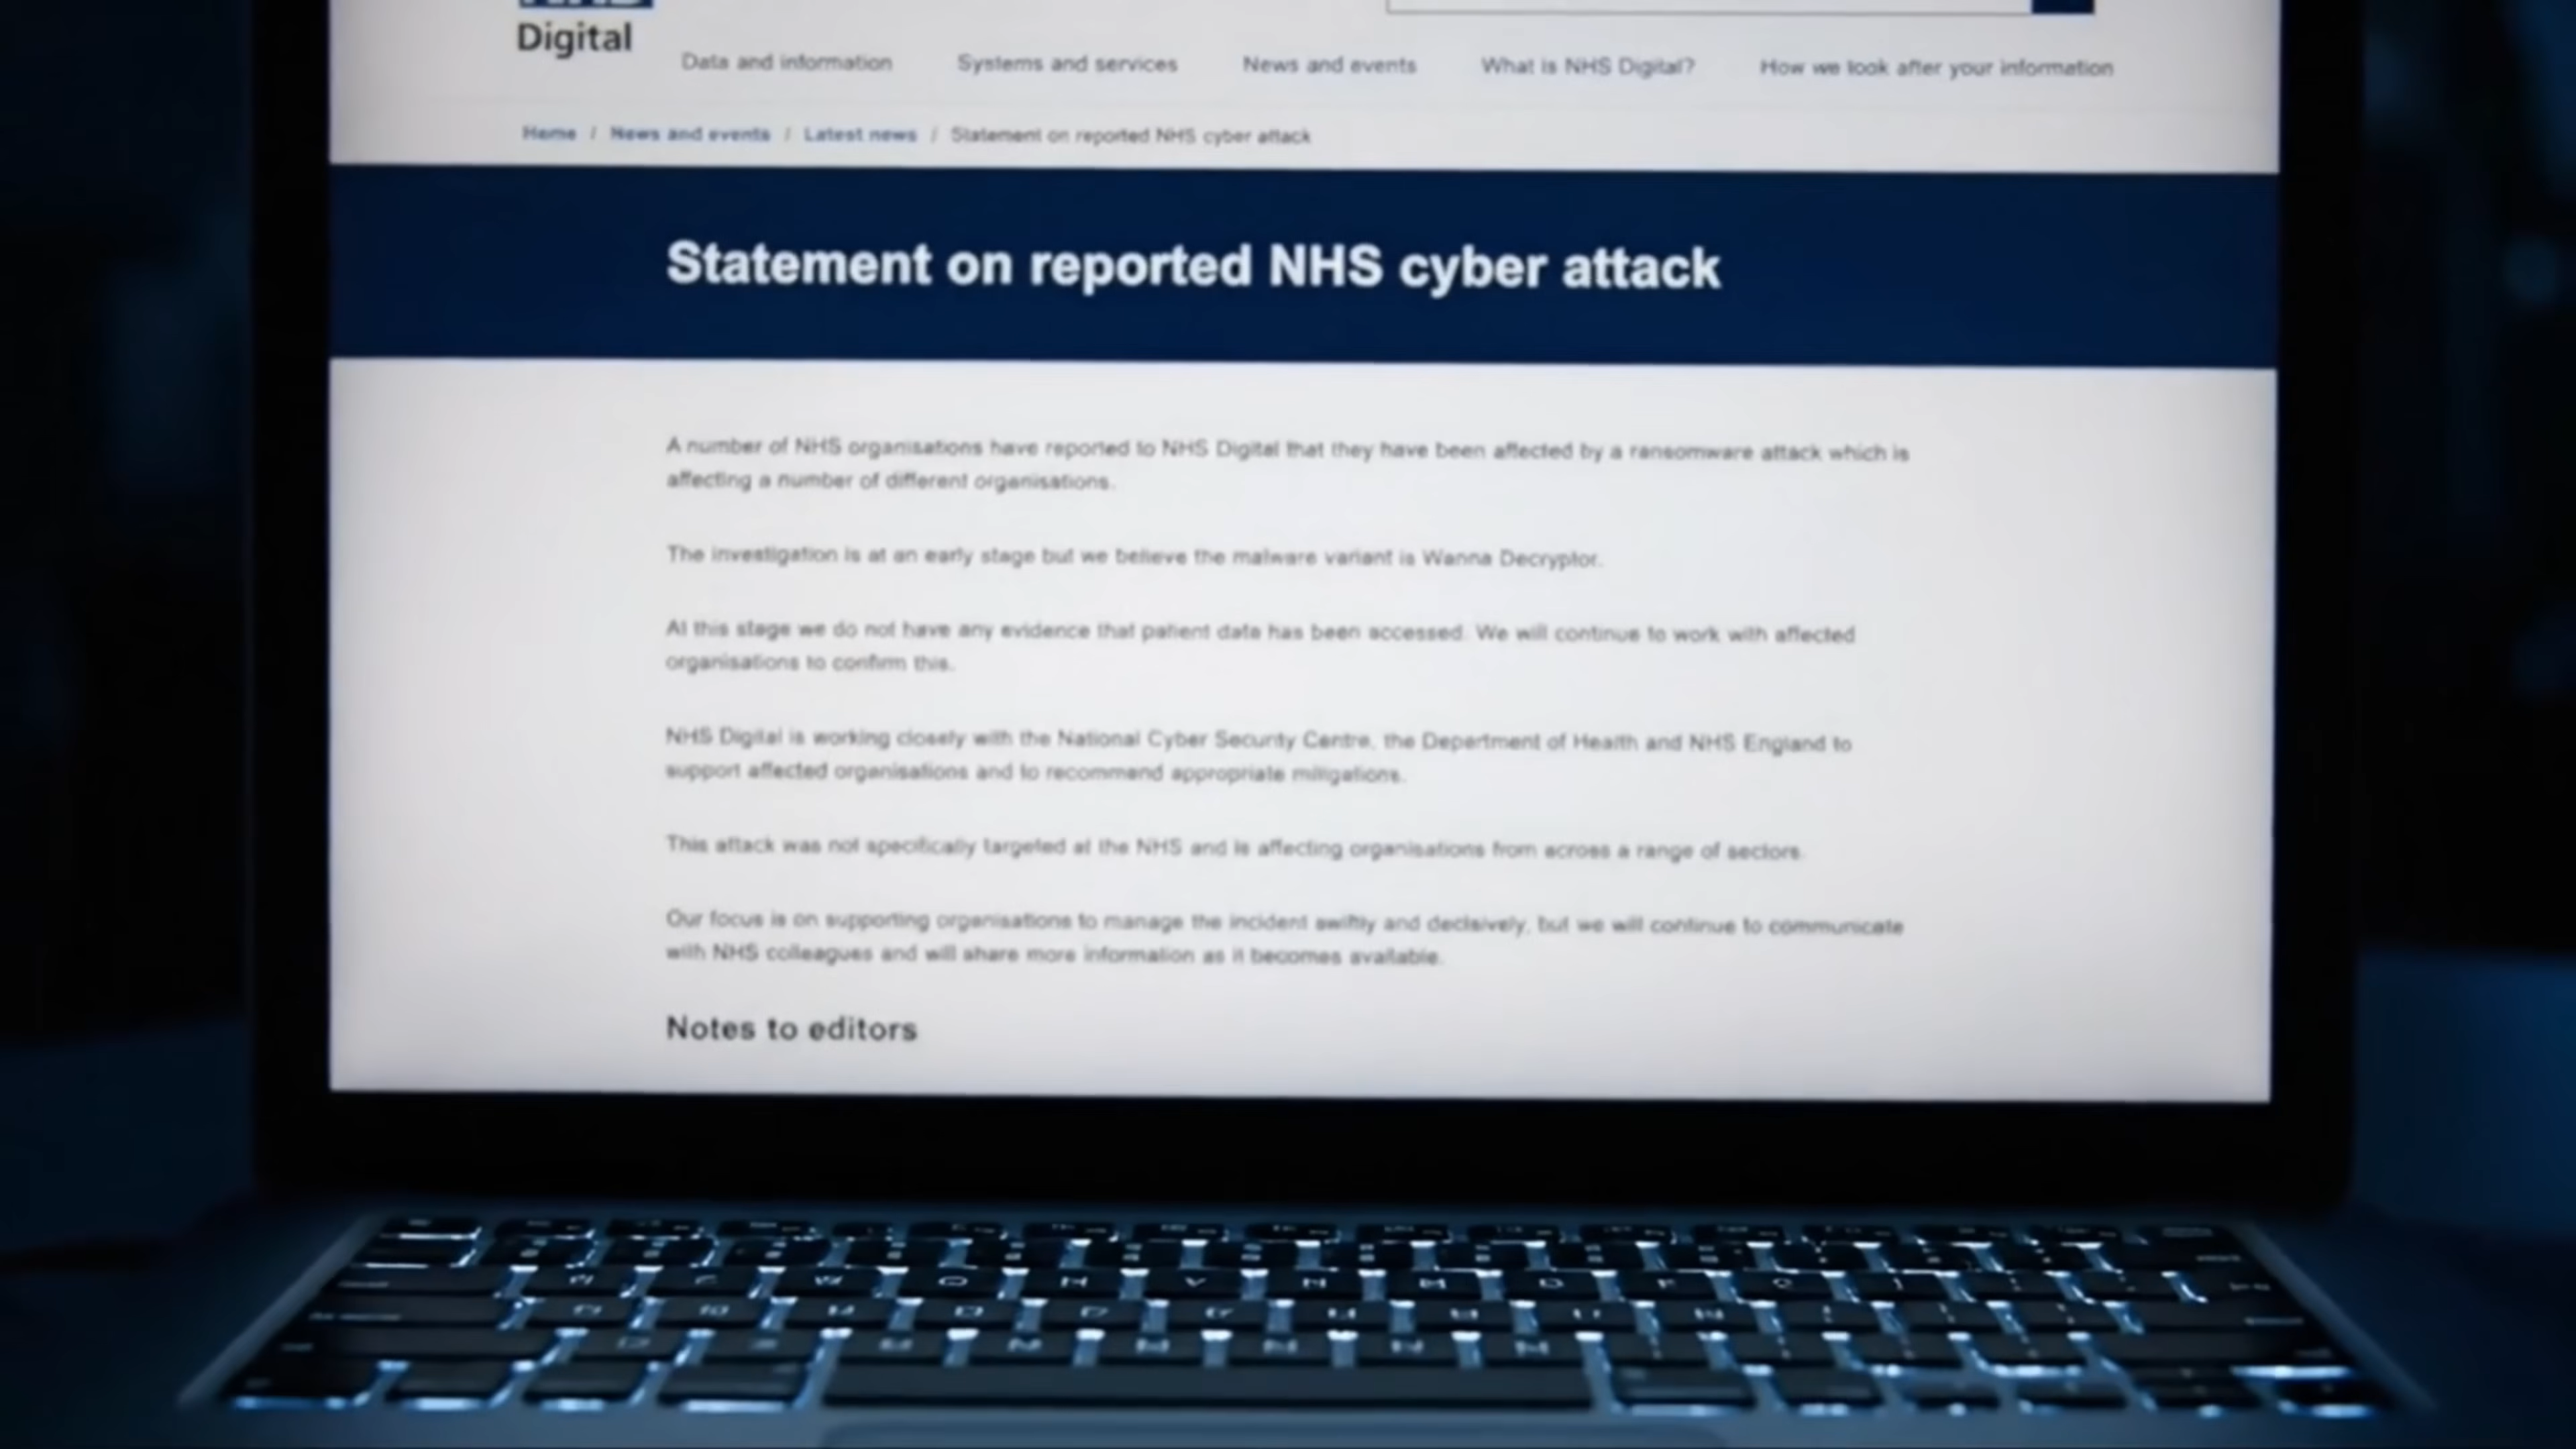 Digital
Data and information
Systems and services
News and events
What is NHS Digital?
How we look after your information
Home / News and events / Latest news / Statement on reported NHS cyber attack
Statement on reported NHS cyber attack
A number of NHS organisations have reported to NHS Digital that they have been affected by a ransomware attack which is
affecting a number of different organisations.
The investigation is at an early stage but we believe the malware variant is Wanna Decryptor.
At this stage we do not have any evidence that patient data has been accessed. We will continue to work with affected
organisations to confirm this.
NHS Digital is working closely with the National Cyber Security Centre, the Department of Health and NHS England to
support affected organisations and to recommend appropriate mitigations.
This attack was not specifically targeted at the NHS and is affecting organisations from across a range of sectors.
Our focus is on supporting organisations to manage the incident swiftly and decisively, but we will continue to communicate
with NHS colleagues and will share more information as it becomes available.
Notes to editors